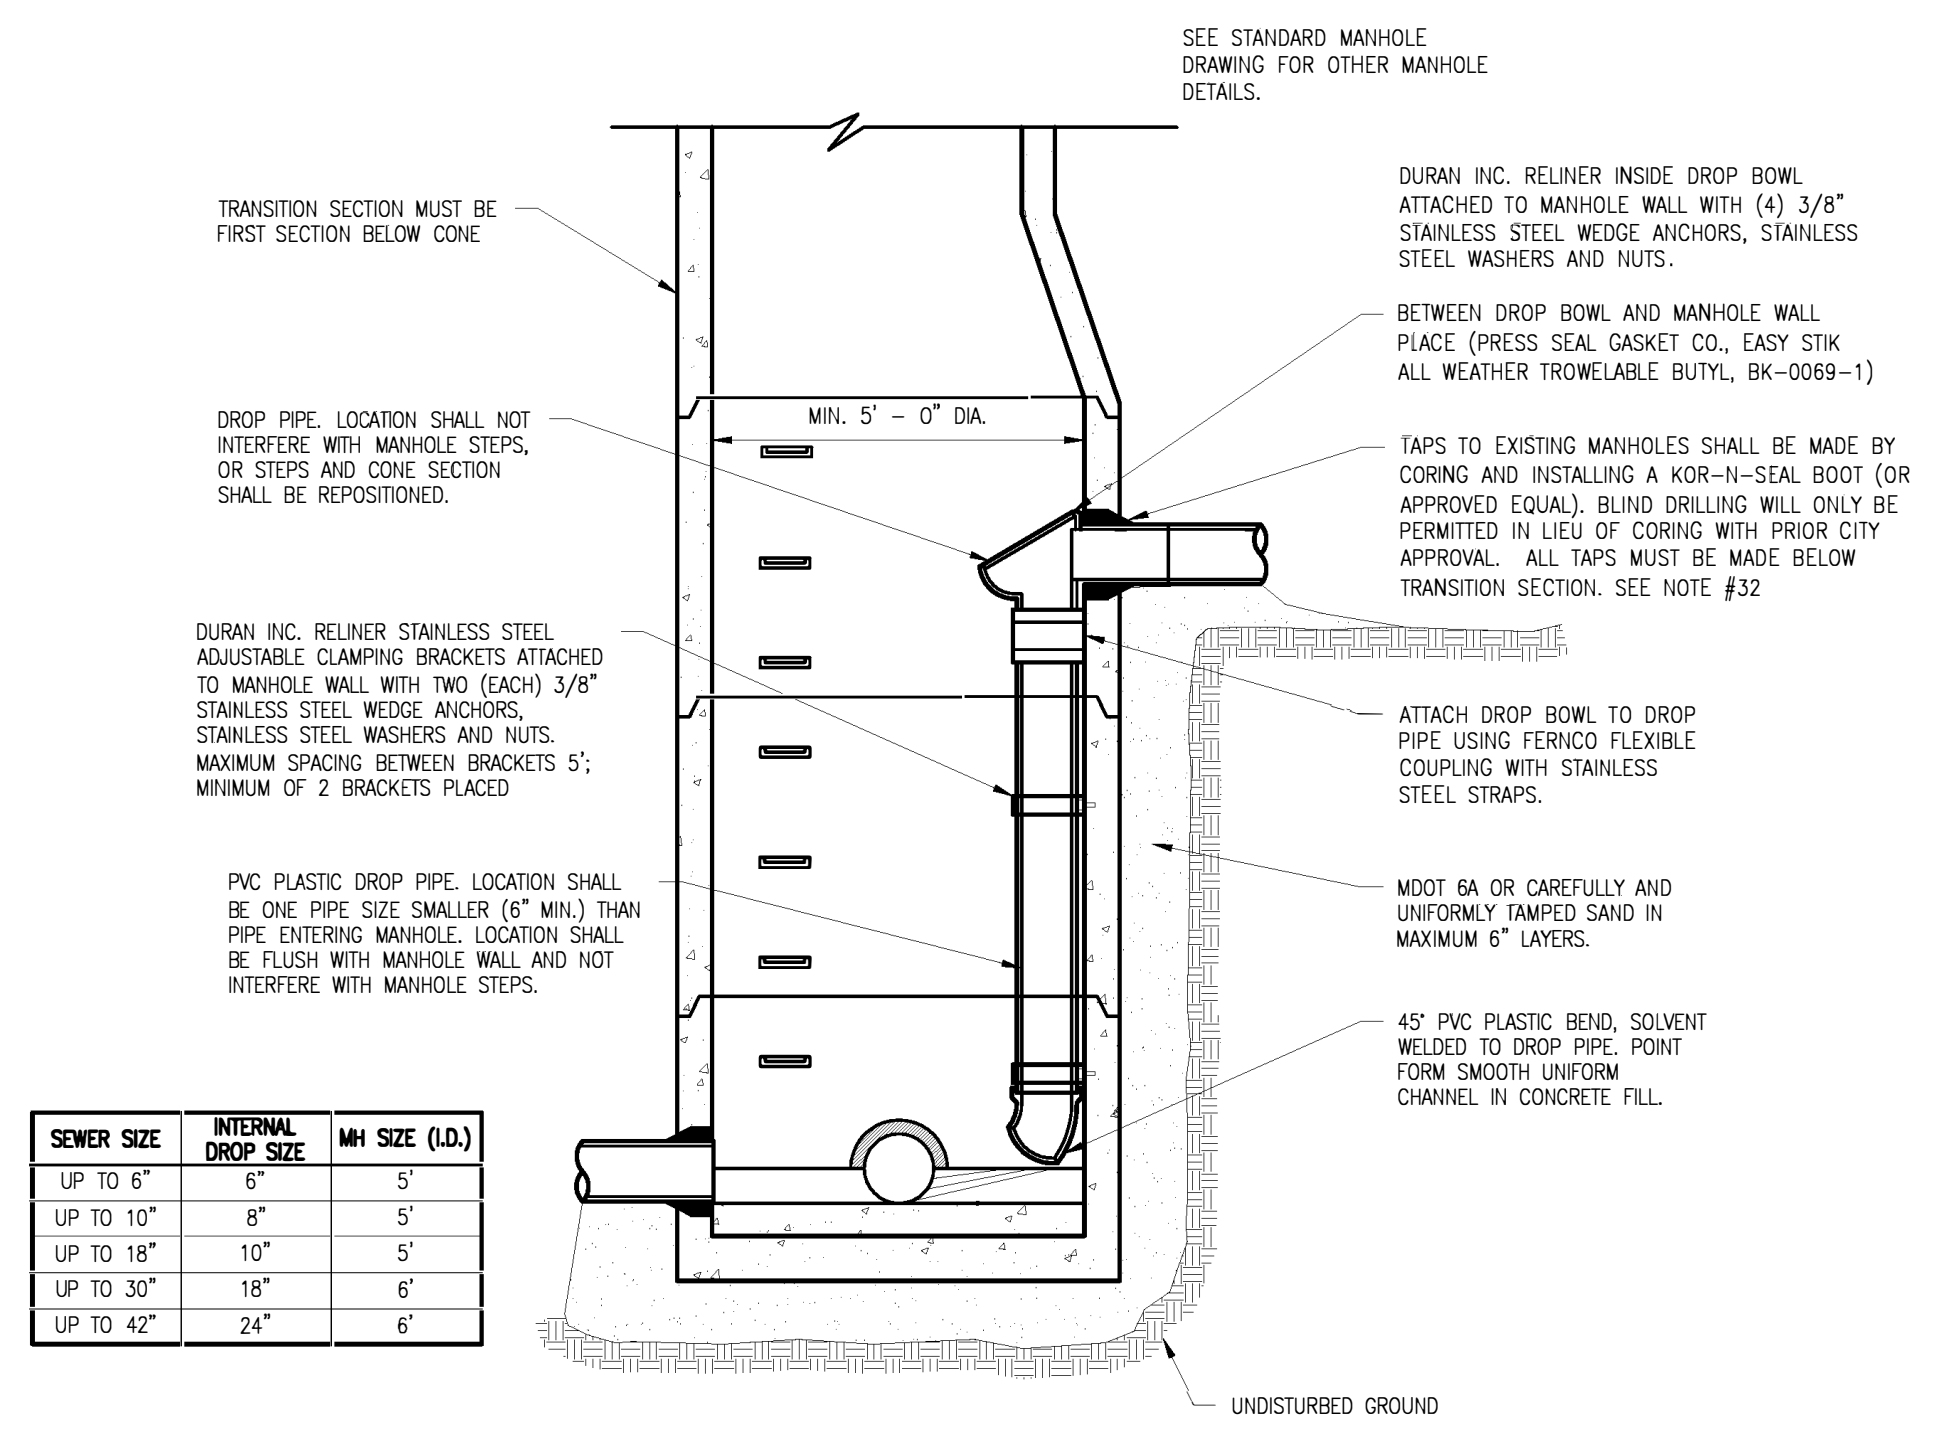 SEE STANDARD MANHOLE
DRAWING FOR OTHER MANHOLE
DETAILS.
TRANSITION SECTION MUST BE
FIRST SECTION BELOW CONE
DURAN INC. RELINER INSIDE DROP BOWL
ATTACHED TO MANHOLE WALL WITH (4) 3/8"
STAINLESS STEEL WEDGE ANCHORS, STAINLESS
STEEL WASHERS AND NUTS.
BETWEEN DROP BOWL AND MANHOLE WALL
PLACE (PRESS SEAL GASKET CO., EASY STIK
ALL WEATHER TROWELABLE BUTYL, BK-0069-1)
MIN. 5' - 0" DIA.
DROP PIPE. LOCATION SHALL NOT
INTERFERE WITH MANHOLE STEPS,
OR STEPS AND CONE SECTION
SHALL BE REPOSITIONED.
TAPS TO EXISTING MANHOLES SHALL BE MADE BY
CORING AND INSTALLING A KOR-N-SEAL BOOT (OR
APPROVED EQUAL). BLIND DRILLING WILL ONLY BE
PERMITTED IN LIEU OF CORING WITH PRIOR CITY
APPROVAL. ALL TAPS MUST BE MADE BELOW
TRANSITION SECTION. SEE NOTE #32
DURAN INC. RELINER STAINLESS STEEL
ADJUSTABLE CLAMPING BRACKETS ATTACHED
TO MANHOLE WALL WITH TWO (EACH) 3/8"
STAINLESS STEEL WEDGE ANCHORS,
STAINLESS STEEL WASHERS AND NUTS.
MAXIMUM SPACING BETWEEN BRACKETS 5';
MINIMUM OF 2 BRACKETS PLACED
ATTACH DROP BOWL TO DROP
PIPE USING FERNCO FLEXIBLE
COUPLING WITH STAINLESS
STEEL STRAPS.
PVC PLASTIC DROP PIPE. LOCATION SHALL
BE ONE PIPE SIZE SMALLER (6" MIN.) THAN
PIPE ENTERING MANHOLE. LOCATION SHALL
BE FLUSH WITH MANHOLE WALL AND NOT
INTERFERE WITH MANHOLE STEPS.
MDOT 6A OR CAREFULLY AND
UNIFORMLY TAMPED SAND IN
MAXIMUM 6" LAYERS.
45° PVC PLASTIC BEND, SOLVENT
WELDED TO DROP PIPE. POINT
FORM SMOOTH UNIFORM
CHANNEL IN CONCRETE FILL.
SEWER SIZE INTERNAL DROP SIZE MH SIZE (I.D.)
UP TO 6" 6" 5'
UP TO 10" 8" 5'
UP TO 18" 10" 5'
UP TO 30" 18" 6'
UP TO 42" 24" 6'
UNDISTURBED GROUND